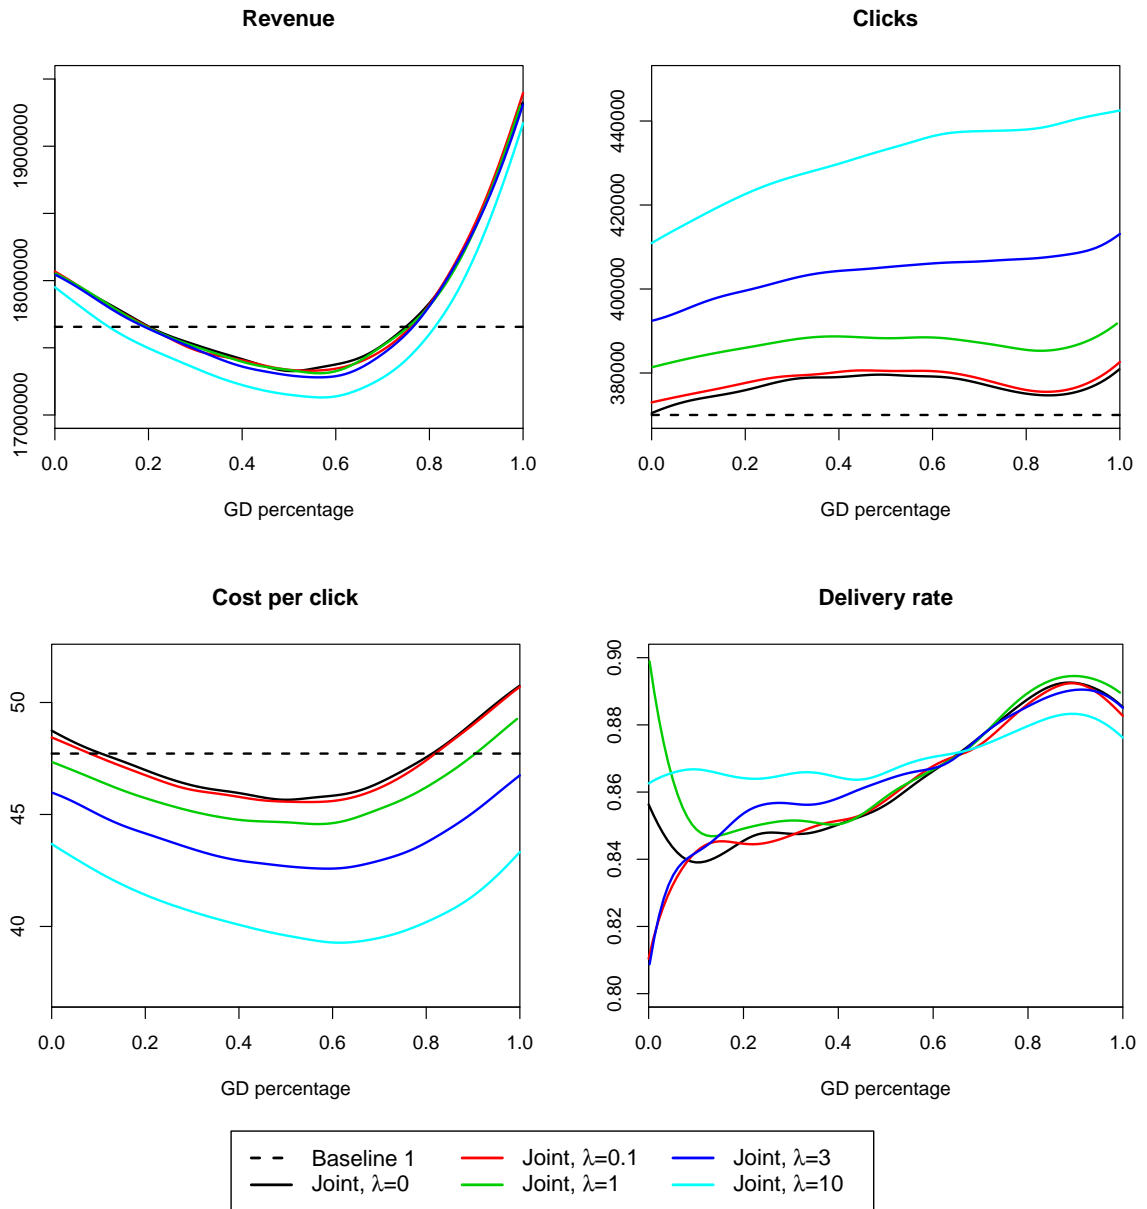 Revenue
Clicks
17000000 18000000 19000000
380000 400000 420000 440000
0.0 0.2 0.4 0.6 0.8 1.0
0.0 0.2 0.4 0.6 0.8 1.0
GD percentage
GD percentage
Cost per click
Delivery rate
40 45 50
0.80 0.82 0.84 0.86 0.88 0.90
0.0 0.2 0.4 0.6 0.8 1.0
0.0 0.2 0.4 0.6 0.8 1.0
GD percentage
GD percentage
Baseline 1
Joint, λ=0.1
Joint, λ=3
Joint, λ=0
Joint, λ=1
Joint, λ=10